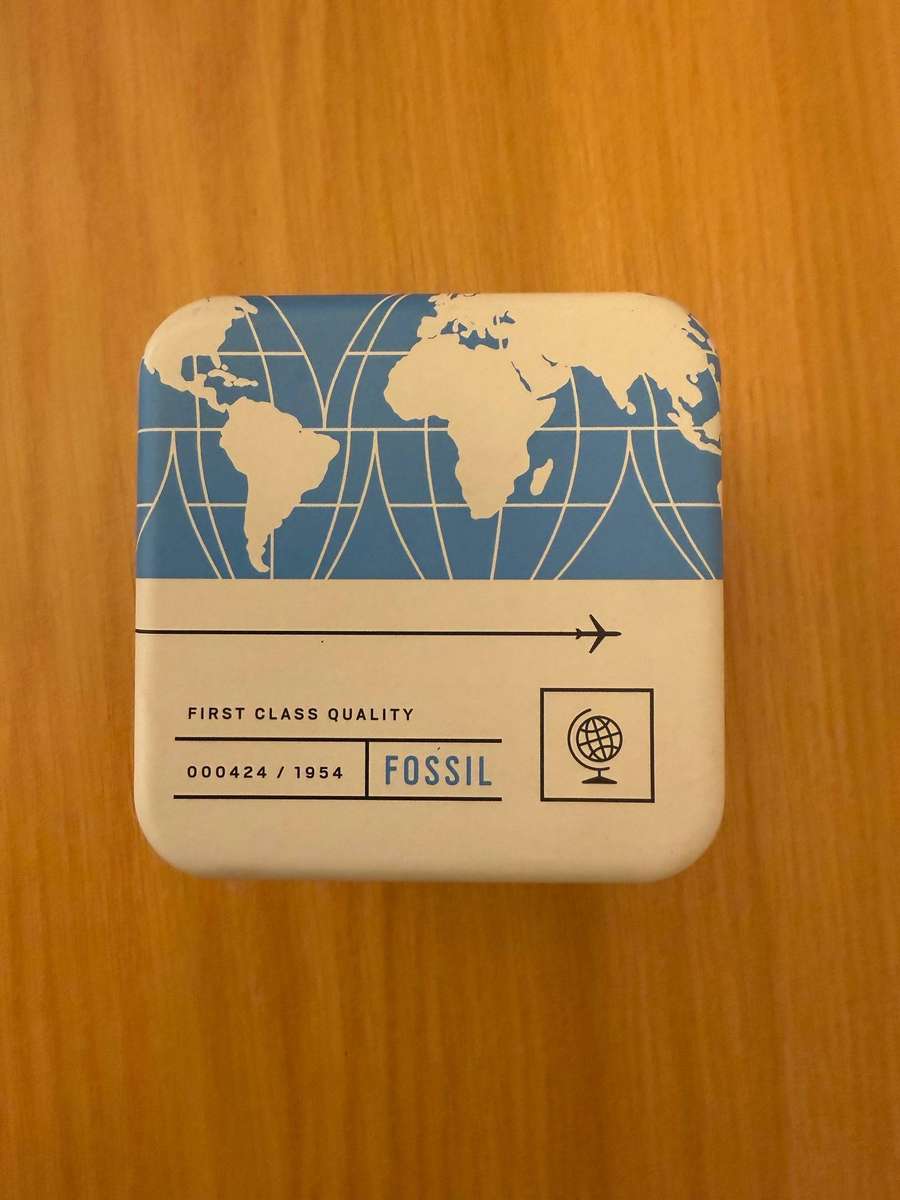 FIRST CLASS QUALITY
000424 / 1954
FOSSIL